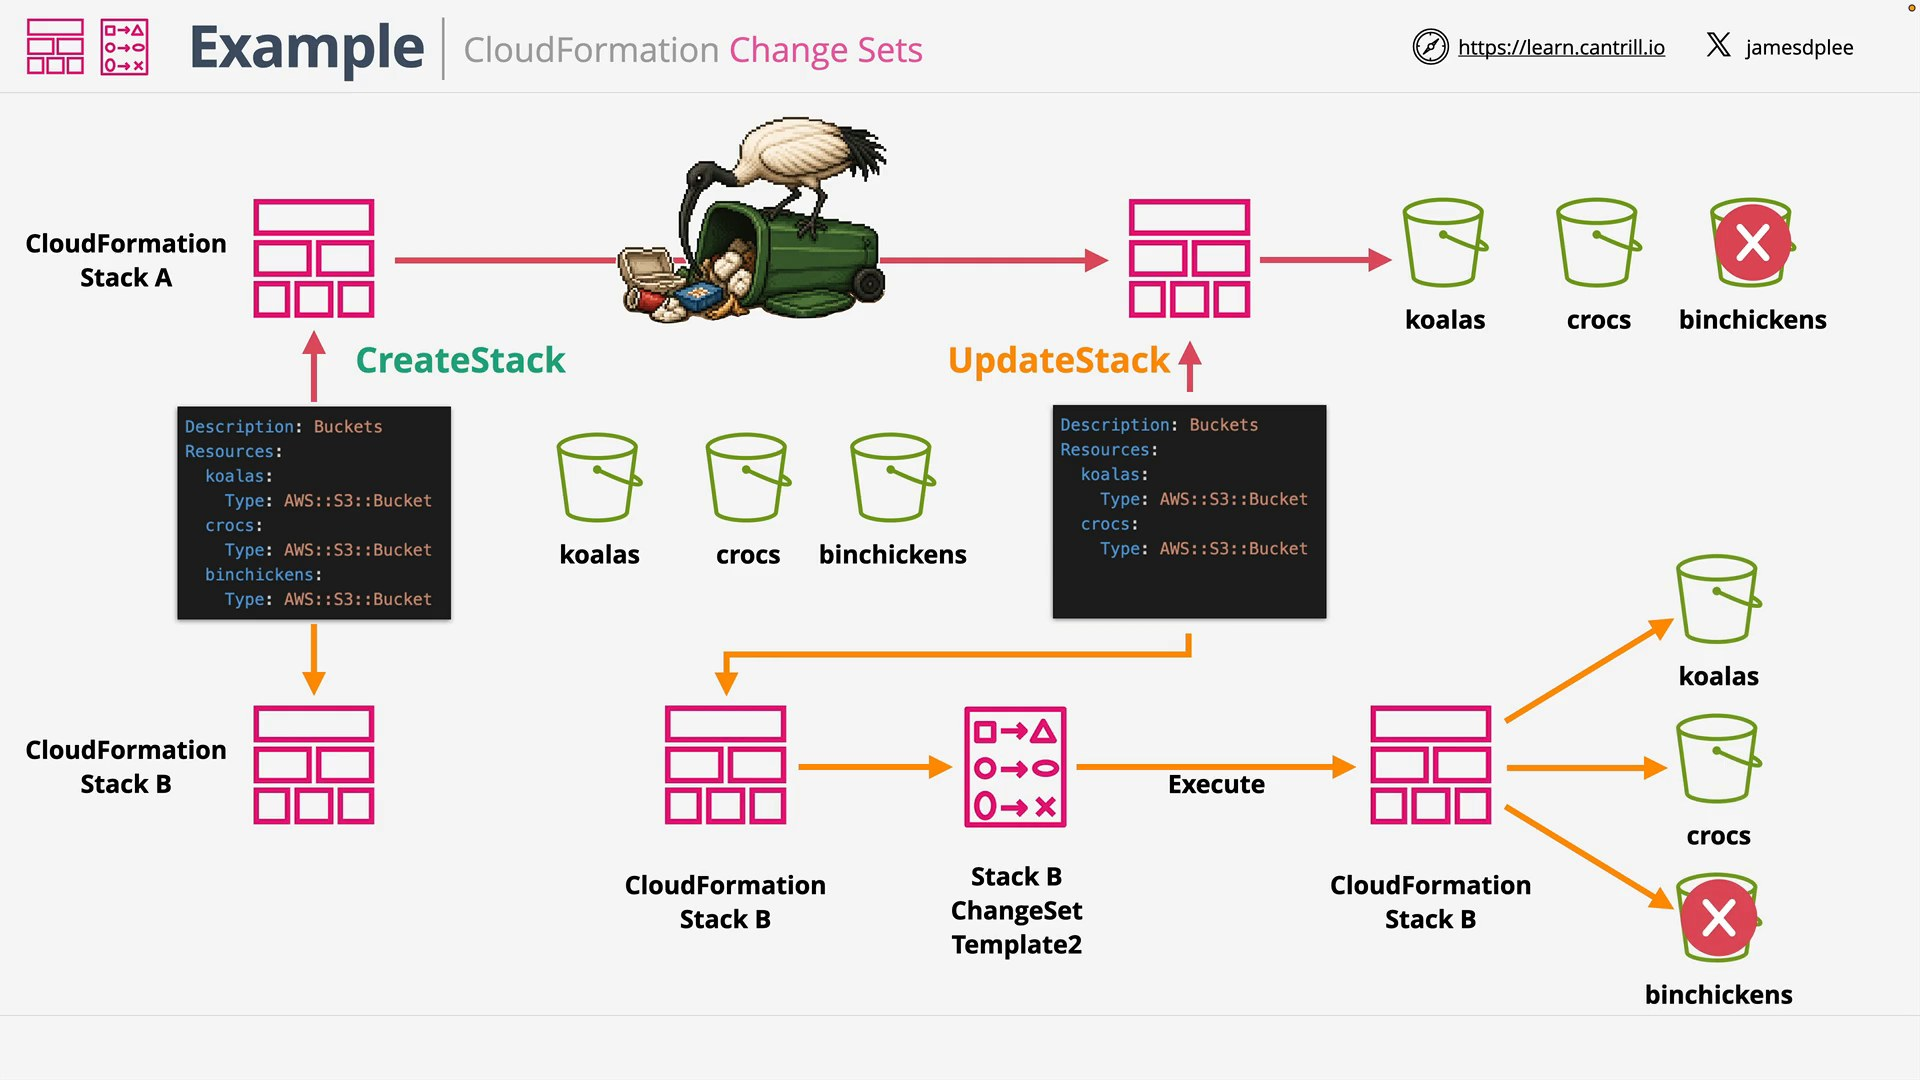 Example
CloudFormation Change Sets
https://learn.cantrill.io
jamesdplee
CloudFormation
Stack A
koalas
crocs
binchickens
CreateStack
UpdateStack
Description: Buckets
Resources:
  koalas:
    Type: AWS::S3::Bucket
  crocs:
    Type: AWS::S3::Bucket
  binchickens:
    Type: AWS::S3::Bucket
koalas
crocs
binchickens
Description: Buckets
Resources:
  koalas:
    Type: AWS::S3::Bucket
  crocs:
    Type: AWS::S3::Bucket
CloudFormation
Stack B
CloudFormation
Stack B
Stack B
ChangeSet
Template2
Execute
CloudFormation
Stack B
koalas
crocs
binchickens